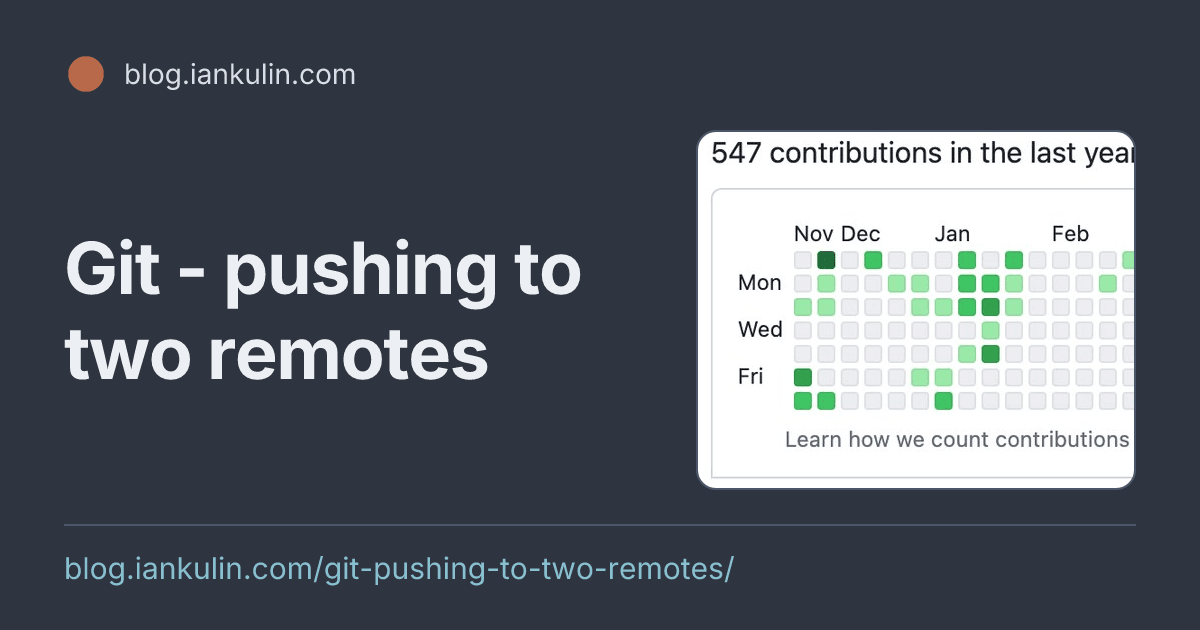 blog.iankulin.com
Git - pushing to
two remotes
547 contributions in the last year
Nov Dec Jan Feb
Mon
Wed
Fri
Learn how we count contributions
blog.iankulin.com/git-pushing-to-two-remotes/